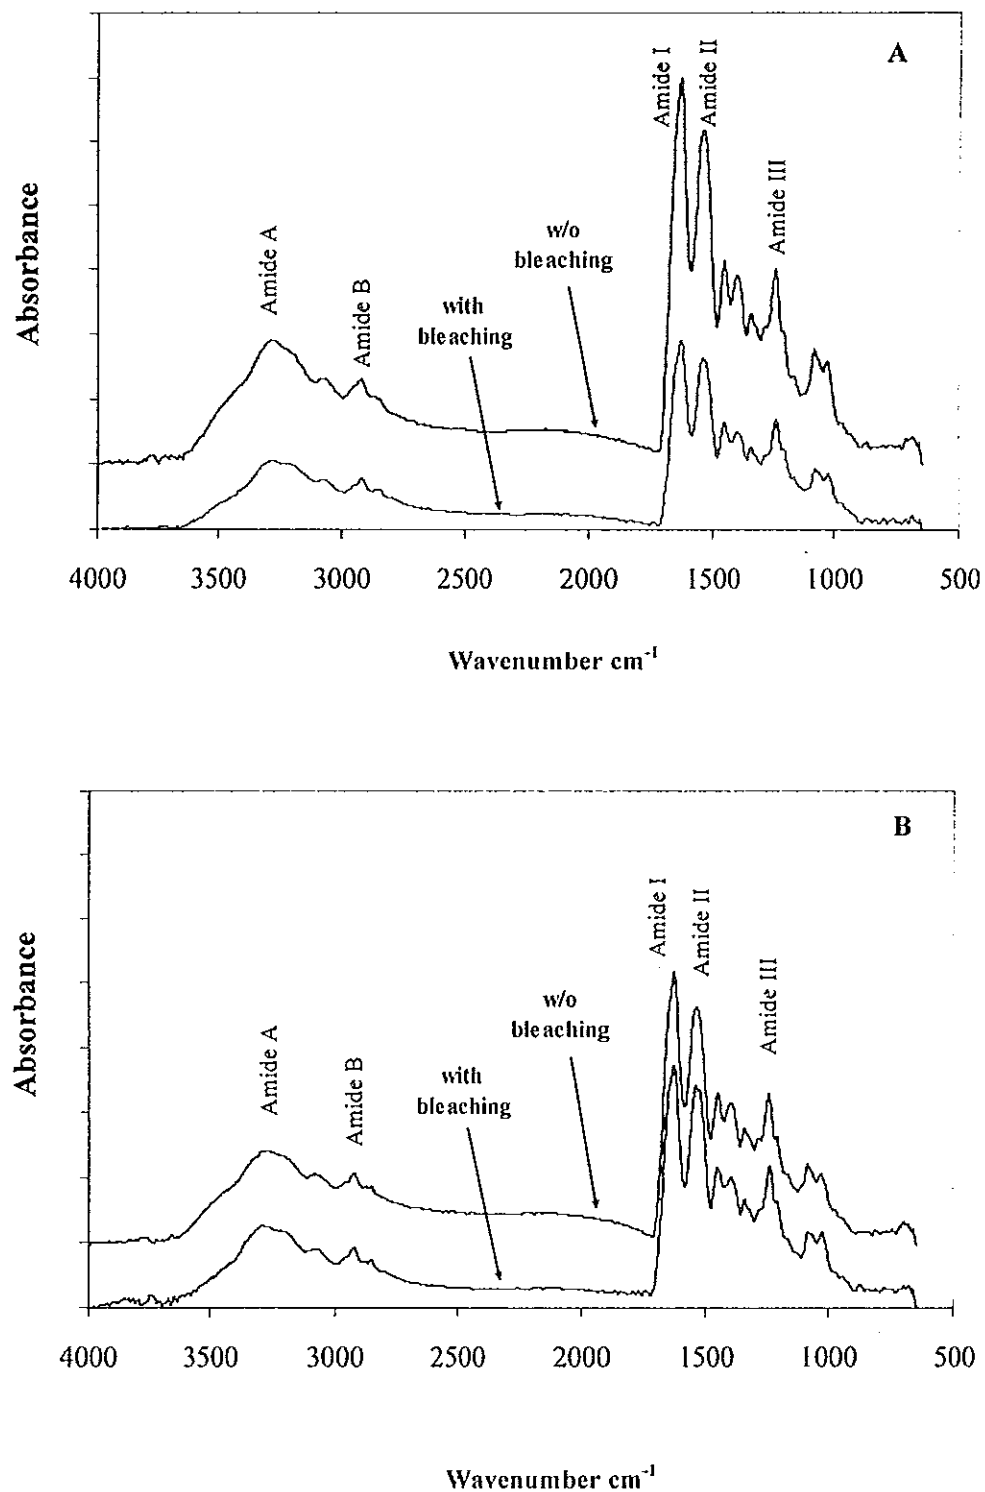 A
Absorbance
Amide A
Amide B
with
bleaching
w/o
bleaching
Amide I
Amide II
Amide III
4000 3500 3000 2500 2000 1500 1000 500
Wavenumber cm-1
B
Absorbance
Amide A
Amide B
with
bleaching
w/o
bleaching
Amide I
Amide II
Amide III
4000 3500 3000 2500 2000 1500 1000 500
Wavenumber cm-1